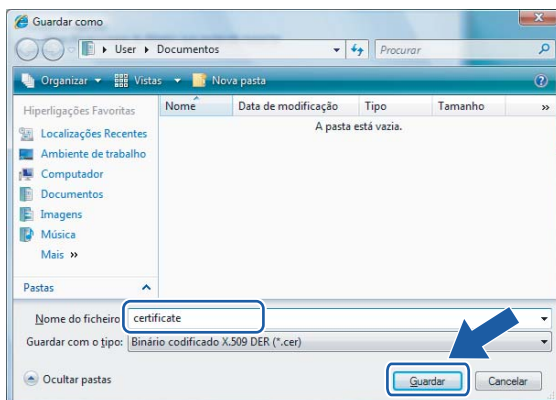 Guardar como
User Documentos Procurar
Organizar Vistas Nova pasta
Hiperligações Favoritas
Localizações Recentes
Ambiente de trabalho
Computador
Documentos
Imagens
Música
Mais »
Pastas
Nome Data de modificação Tipo Tamanho »
A pasta está vazia.
Nome do ficheiro: certificate
Guardar com o tipo: Binário codificado X.509 DER (*.cer)
Ocultar pastas Guardar Cancelar